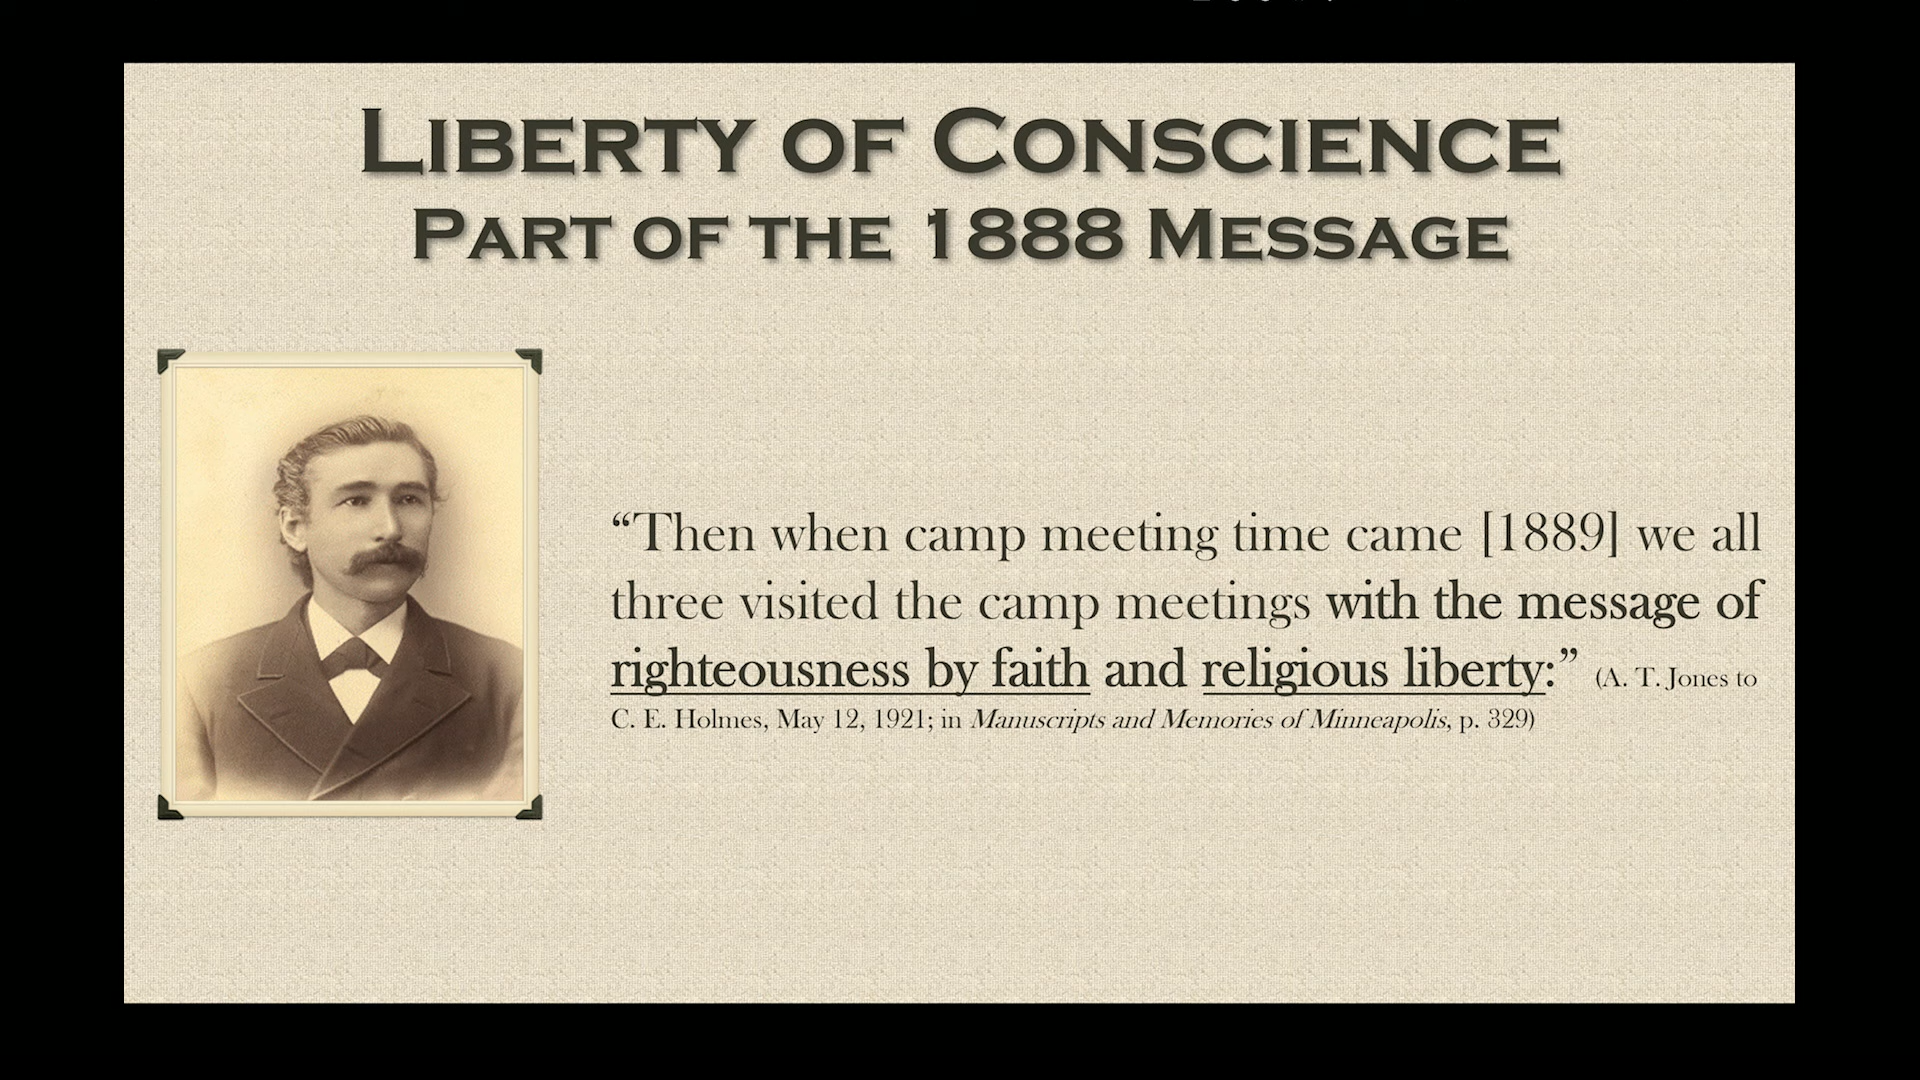 LIBERTY OF CONSCIENCE
PART OF THE 1888 MESSAGE
“Then when camp meeting time came [1889] we all
three visited the camp meetings with the message of
righteousness by faith and religious liberty:” (A. T. Jones to
C. E. Holmes, May 12, 1921; in Manuscripts and Memories of Minneapolis, p. 329)